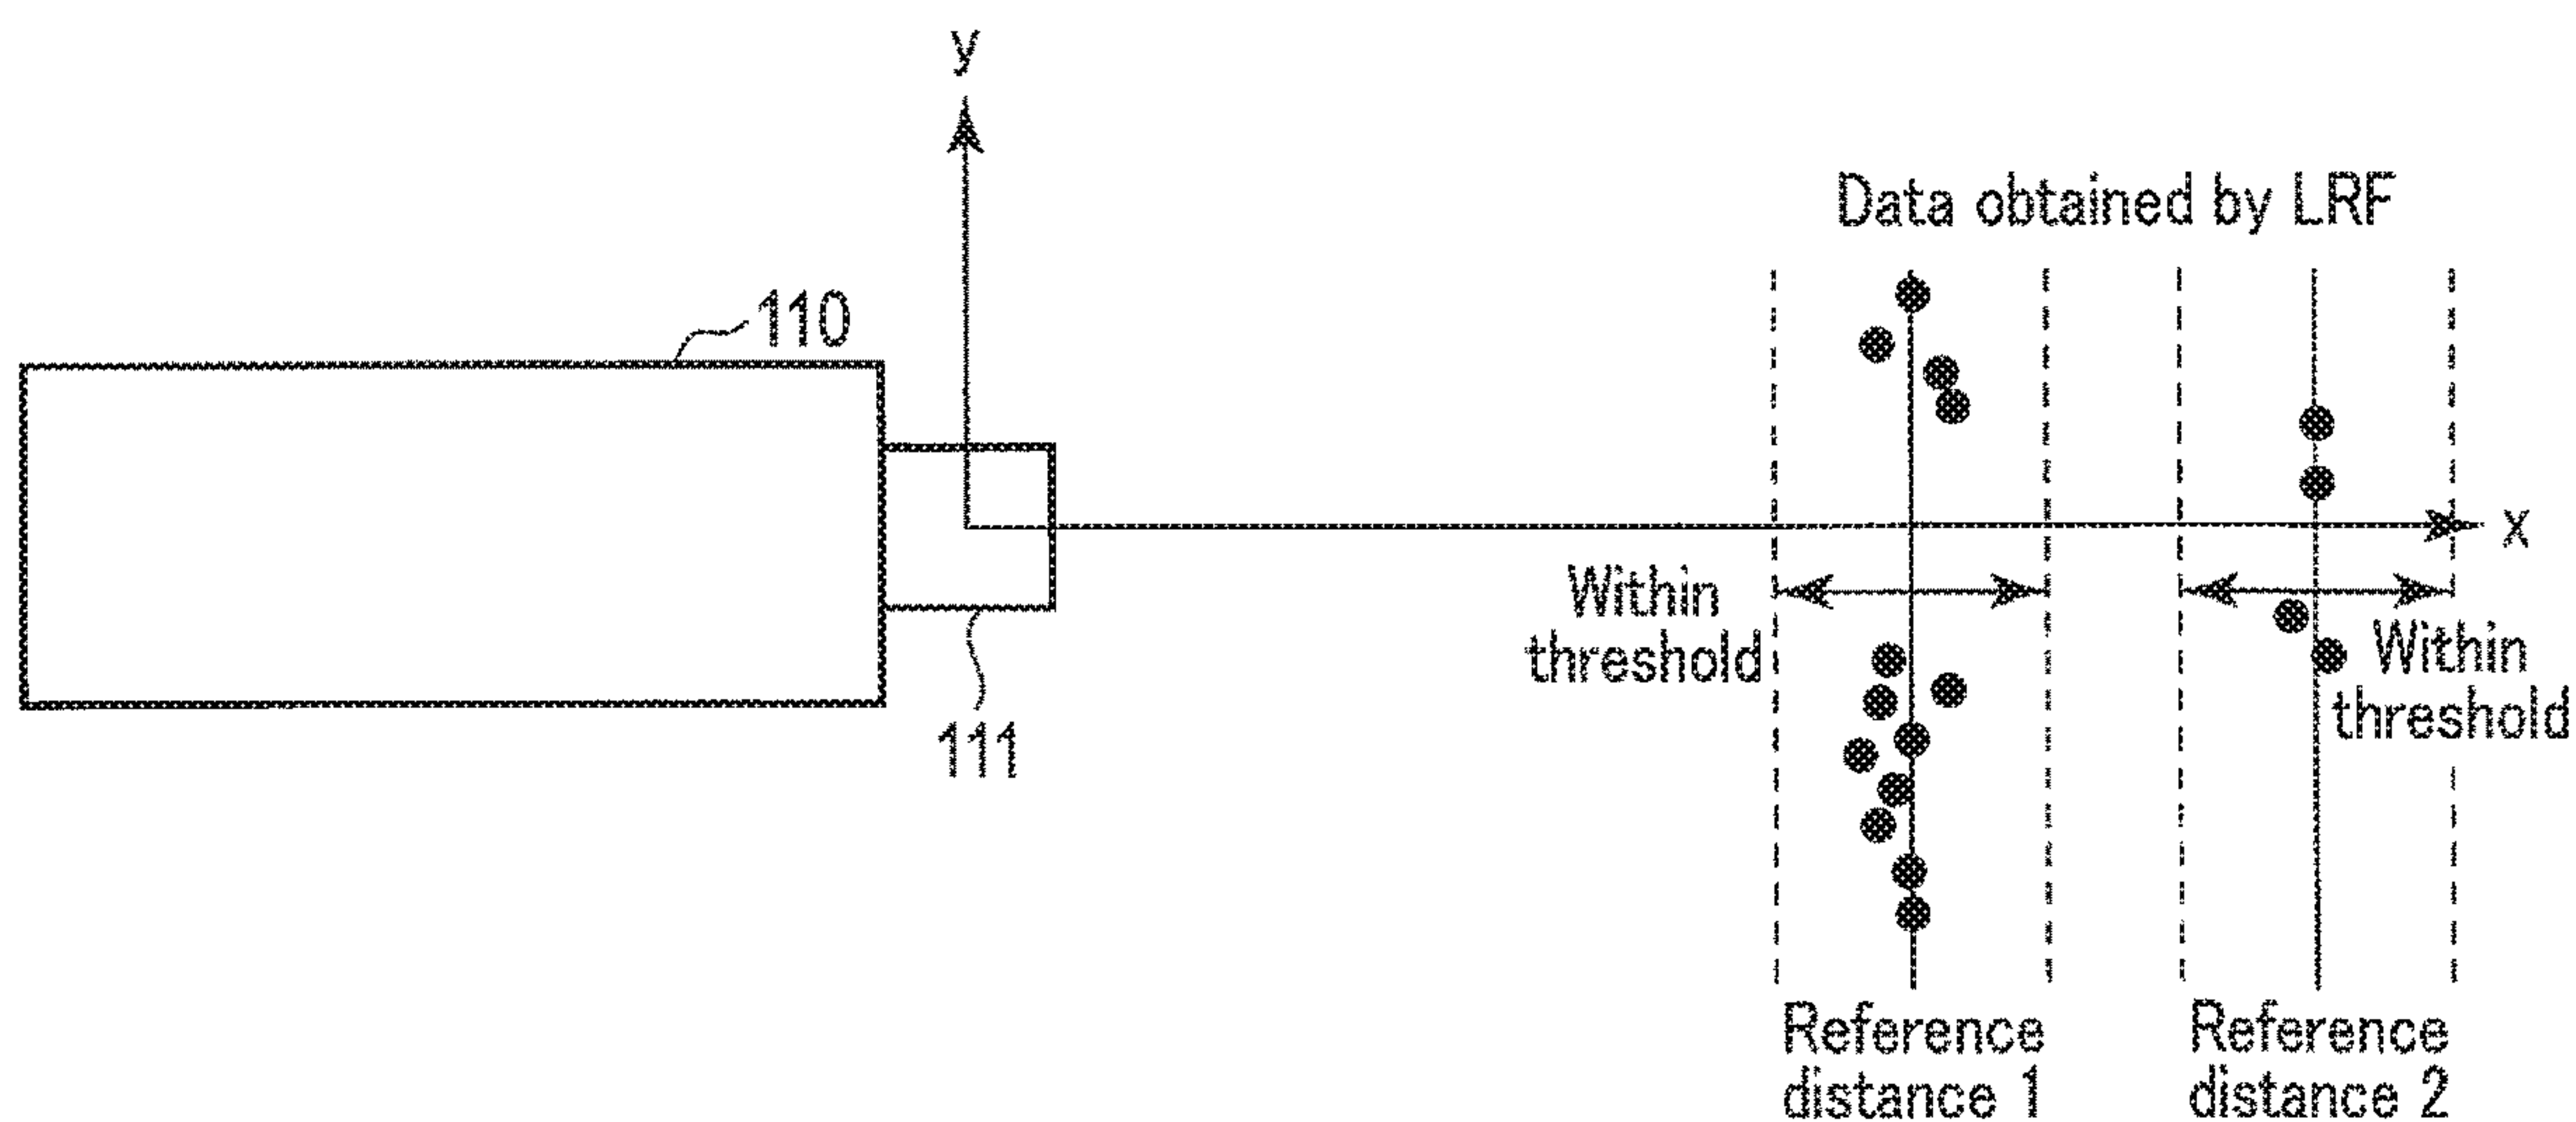 y
Data obtained by LRF
110
x
Within
threshold
Within
threshold
111
Reference
distance 1
Reference
distance 2